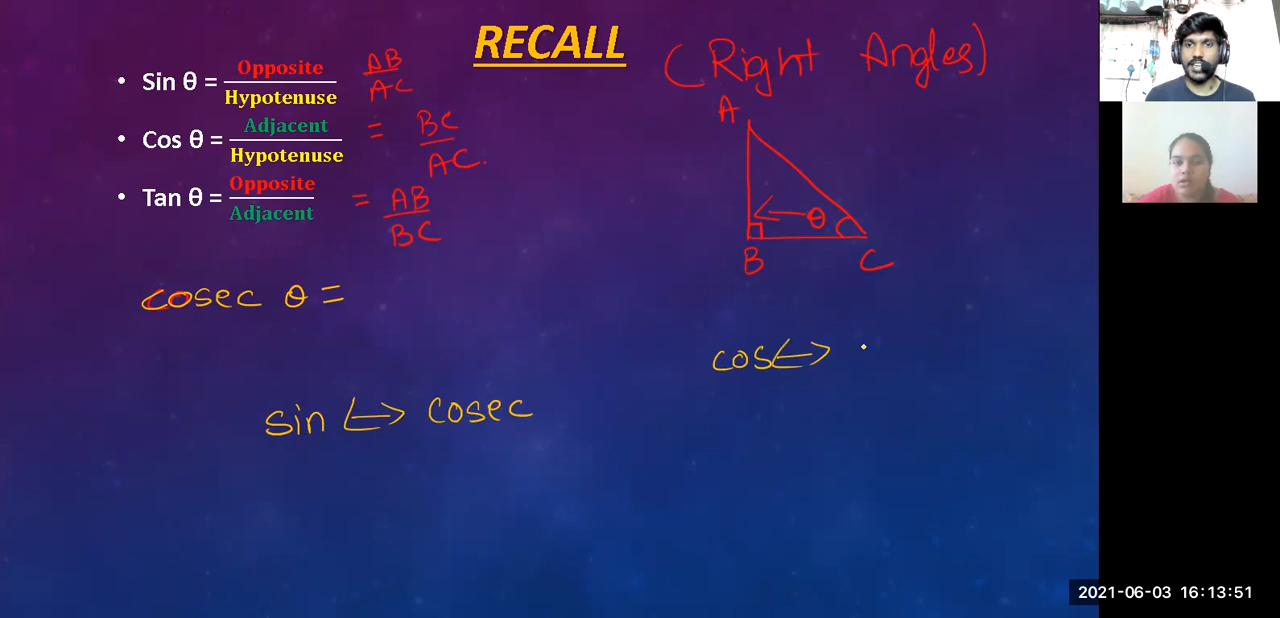 RECALL
(Right Angles)
• Sin θ = Opposite / Hypotenuse AB / AC
• Cos θ = Adjacent / Hypotenuse = BC / AC.
• Tan θ = Opposite / Adjacent = AB / BC
A
θ
B C
cosec θ =
cos <-> 
sin <-> cosec
2021-06-03 16:13:51